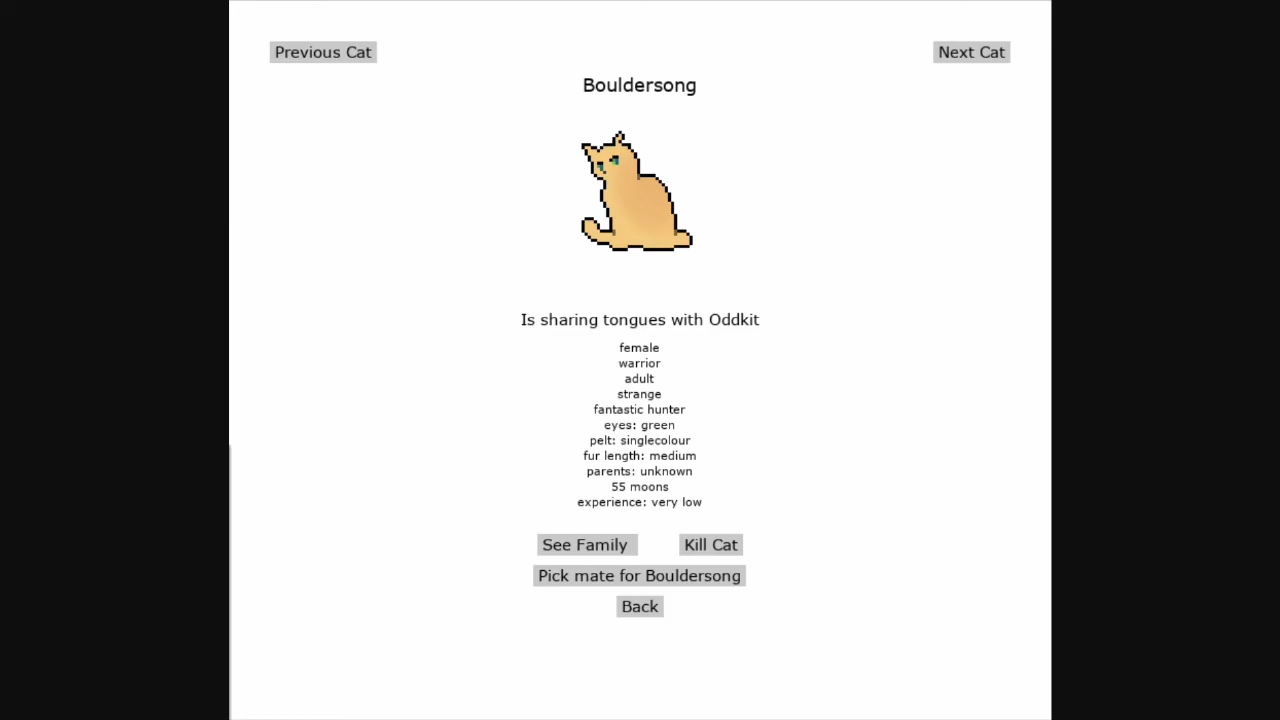 Previous Cat
Next Cat
Bouldersong
Is sharing tongues with Oddkit
female
warrior
adult
strange
fantastic hunter
eyes: green
pelt: singlecolour
fur length: medium
parents: unknown
55 moons
experience: very low
See Family
Kill Cat
Pick mate for Bouldersong
Back